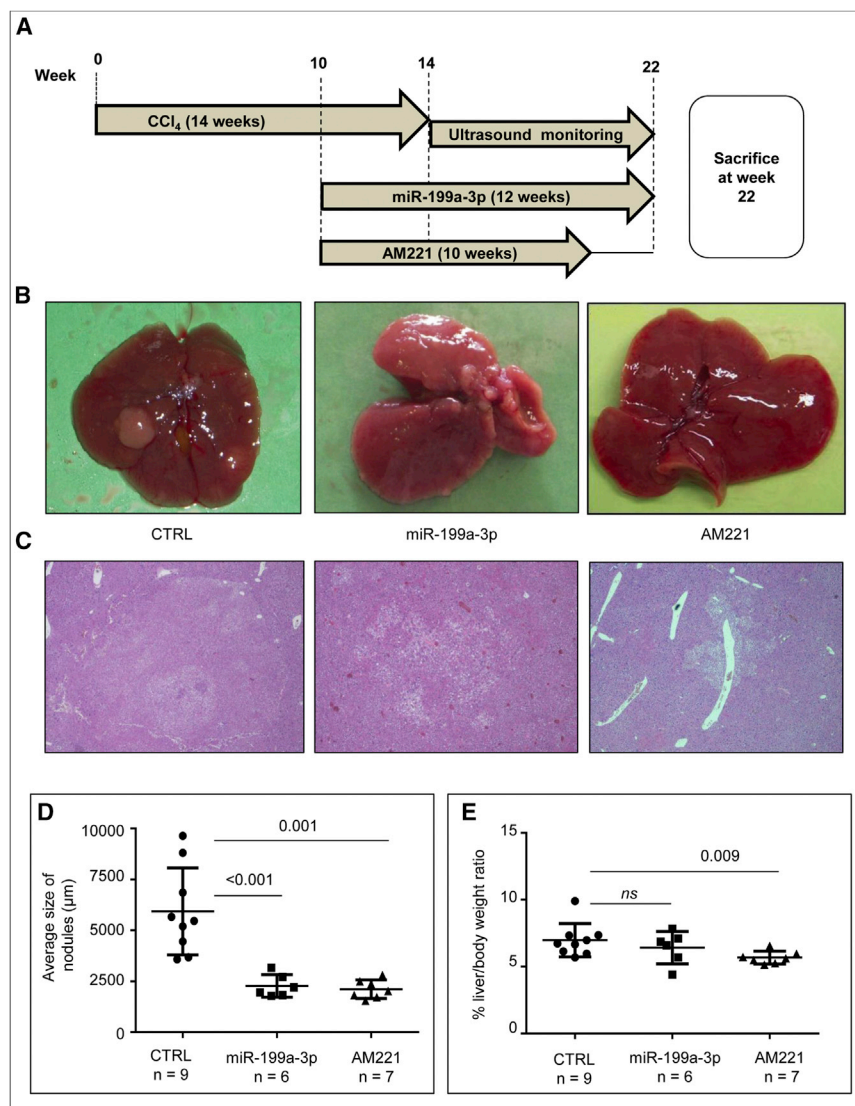 A
Week
0
10
14
22
CCl₄ (14 weeks)
Ultrasound monitoring
miR-199a-3p (12 weeks)
AM221 (10 weeks)
Sacrifice
at week
22
B
CTRL
miR-199a-3p
AM221
C
D
Average size of
nodules (µm)
10000
7500
5000
2500
0
0.001
<0.001
CTRL
n = 9
miR-199a-3p
n = 6
AM221
n = 7
E
% liver/body weight ratio
15
10
5
0
0.009
ns
CTRL
n = 9
miR-199a-3p
n = 6
AM221
n = 7